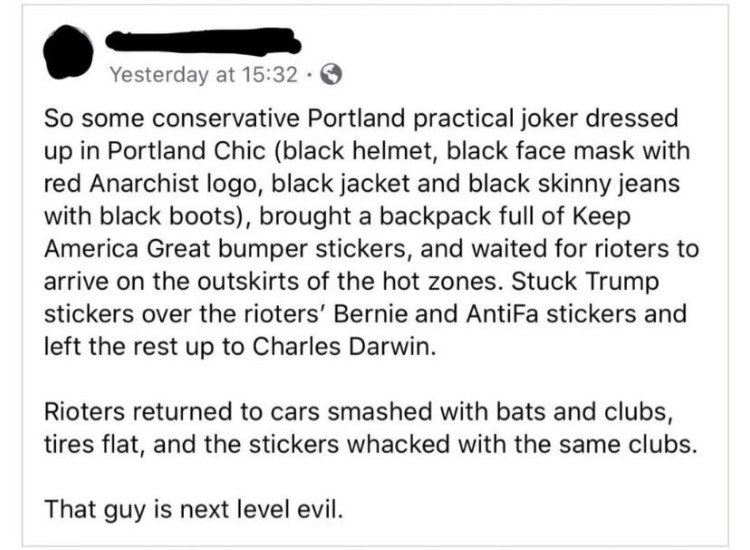 Yesterday at 15:32 ·
So some conservative Portland practical joker dressed
up in Portland Chic (black helmet, black face mask with
red Anarchist logo, black jacket and black skinny jeans
with black boots), brought a backpack full of Keep
America Great bumper stickers, and waited for rioters to
arrive on the outskirts of the hot zones. Stuck Trump
stickers over the rioters’ Bernie and AntiFa stickers and
left the rest up to Charles Darwin.
Rioters returned to cars smashed with bats and clubs,
tires flat, and the stickers whacked with the same clubs.
That guy is next level evil.